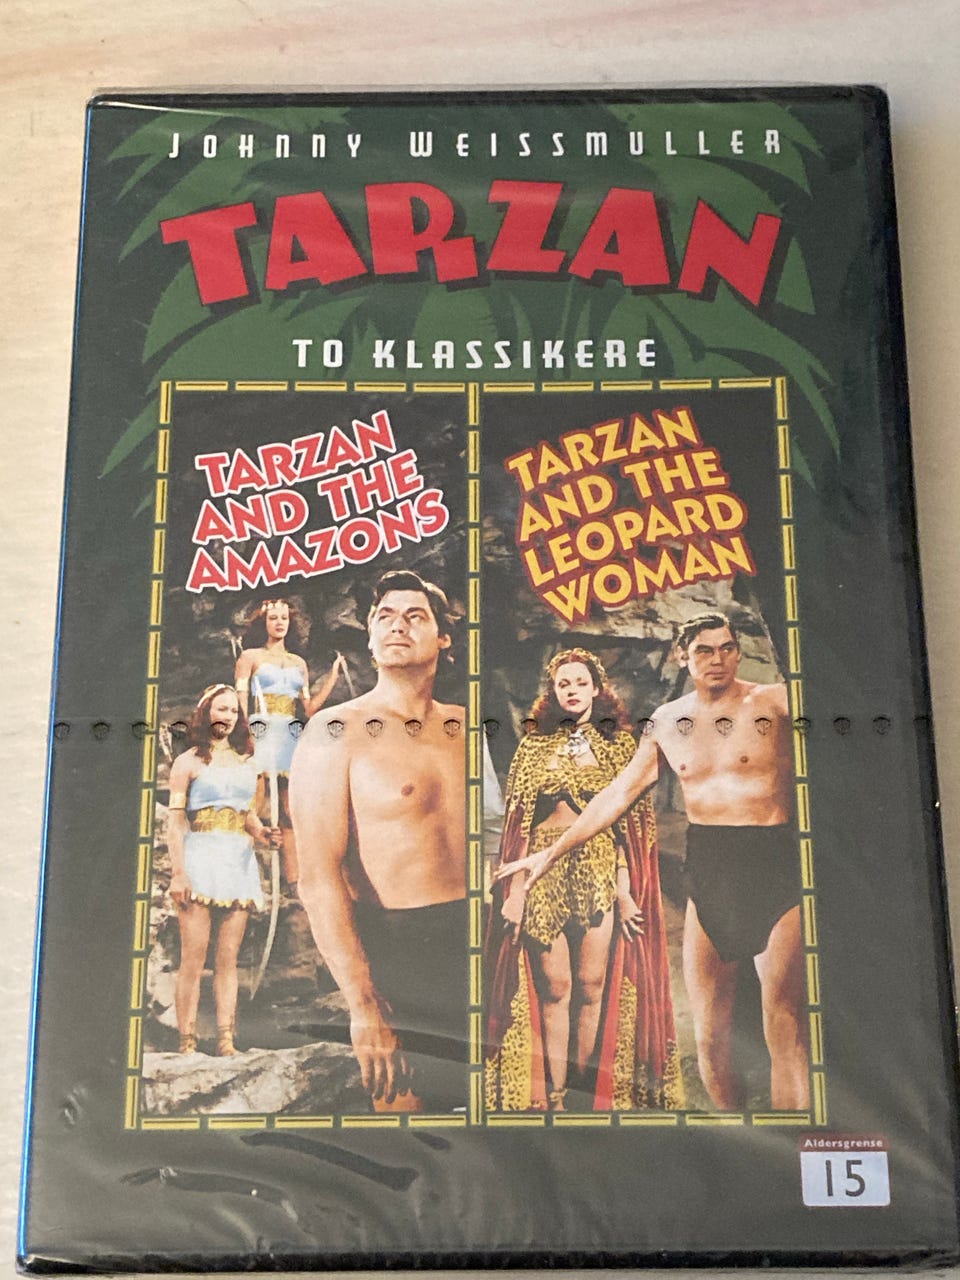 JOHNNY WEISSMULLER
TARZAN
TO KLASSIKERE
TARZAN
AND THE
AMAZONS
TARZAN
AND THE
LEOPARD
WOMAN
Aldersgrense
15